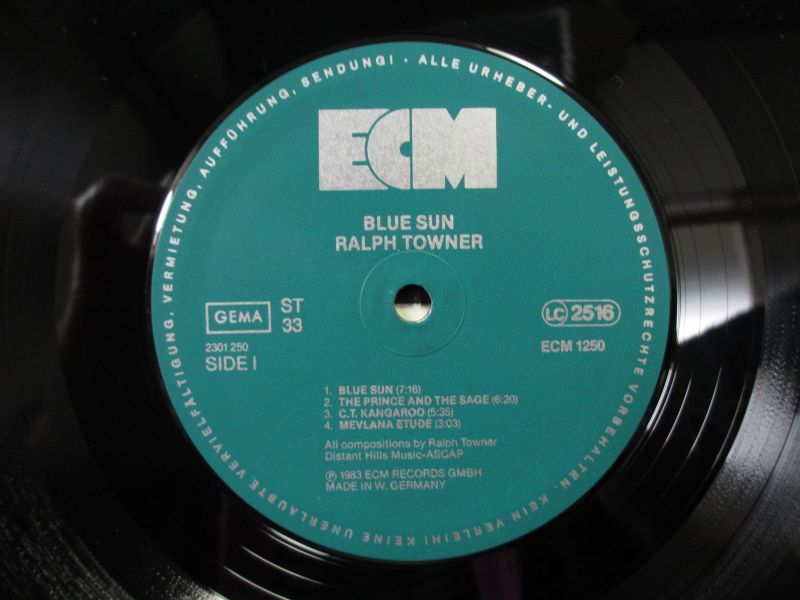 ALLE URHEBER- UND LEISTUNGSSCHUTZRECHTE VORBEHALTEN. KEIN VERLEIH! KEINE UNERLAUBTE VERVIELFÄLTIGUNG, VERMIETUNG, AUFFÜHRUNG, SENDUNG! ·
ECM
BLUE SUN
RALPH TOWNER
GEMA
ST
33
LC 2516
2301 250
SIDE I
ECM 1250
1. BLUE SUN (7:16)
2. THE PRINCE AND THE SAGE (6:20)
3. C.T. KANGAROO (5:35)
4. MEVLANA ETUDE (3:03)
All compositions by Ralph Towner
Distant Hills Music-ASCAP
Ⓟ 1983 ECM RECORDS GMBH
MADE IN W. GERMANY